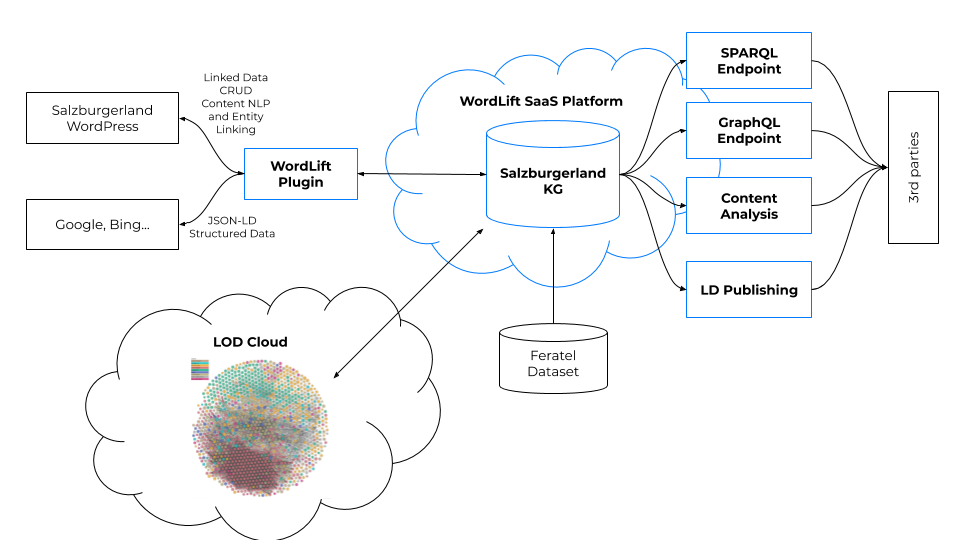 Linked Data
CRUD
Content NLP
and Entity
Linking
Salzburgerland
WordPress
WordLift
Plugin
Google, Bing...
JSON-LD
Structured Data
WordLift SaaS Platform
Salzburgerland
KG
SPARQL
Endpoint
GraphQL
Endpoint
Content
Analysis
LD Publishing
3rd parties
Feratel
Dataset
LOD Cloud